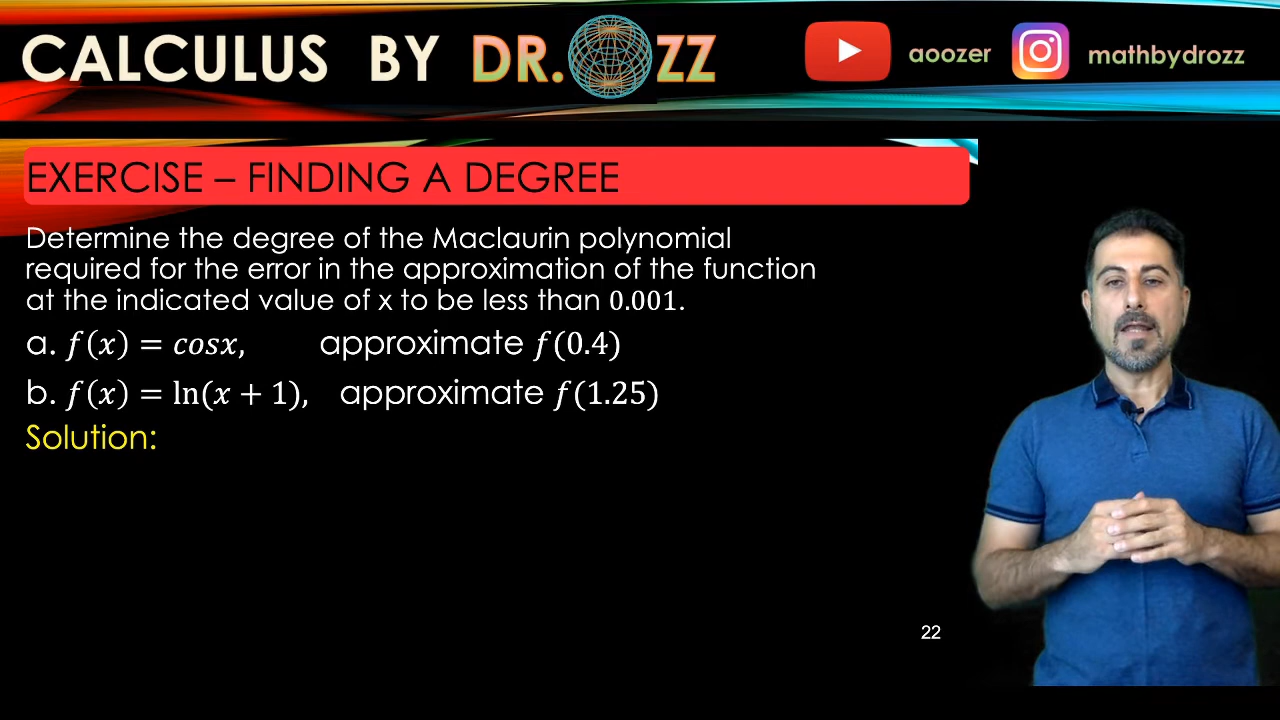 CALCULUS BY DR. OZZ
aoozer
mathbydrozz
EXERCISE – FINDING A DEGREE
Determine the degree of the Maclaurin polynomial
required for the error in the approximation of the function
at the indicated value of x to be less than 0.001.
a. f(x) = cosx, approximate f(0.4)
b. f(x) = ln(x + 1), approximate f(1.25)
Solution:
22